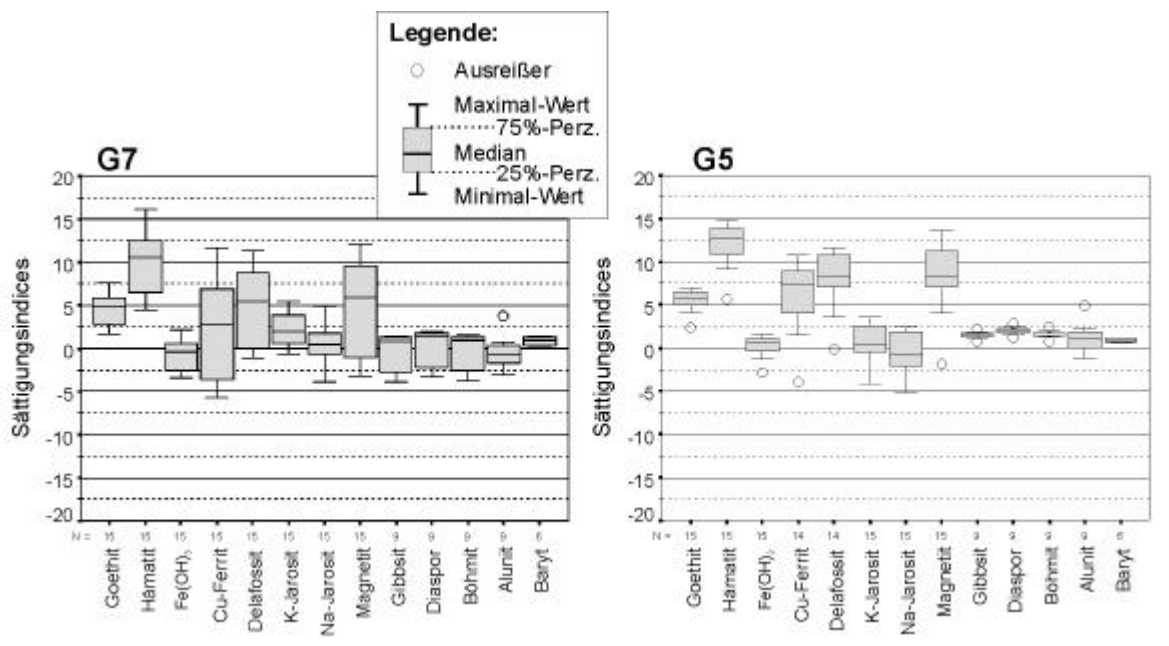 Legende:
Ausreißer
Maximal-Wert
75%-Perz.
Median
25%-Perz.
Minimal-Wert
G7
Sättigungsindices
20
15
10
5
0
-5
-10
-15
-20
N = 15 15 15 15 15 15 15 15 9 9 9 9 6
Goethit
Hämatit
Fe(OH)₃
Cu-Ferrit
Delafossit
K-Jarosit
Na-Jarosit
Magnetit
Gibbsit
Diaspor
Böhmit
Alunit
Baryt
G5
Sättigungsindices
20
15
10
5
0
-5
-10
-15
-20
N = 15 15 15 14 14 15 15 15 9 9 9 9 6
Goethit
Hämatit
Fe(OH)₃
Cu-Ferrit
Delafossit
K-Jarosit
Na-Jarosit
Magnetit
Gibbsit
Diaspor
Böhmit
Alunit
Baryt